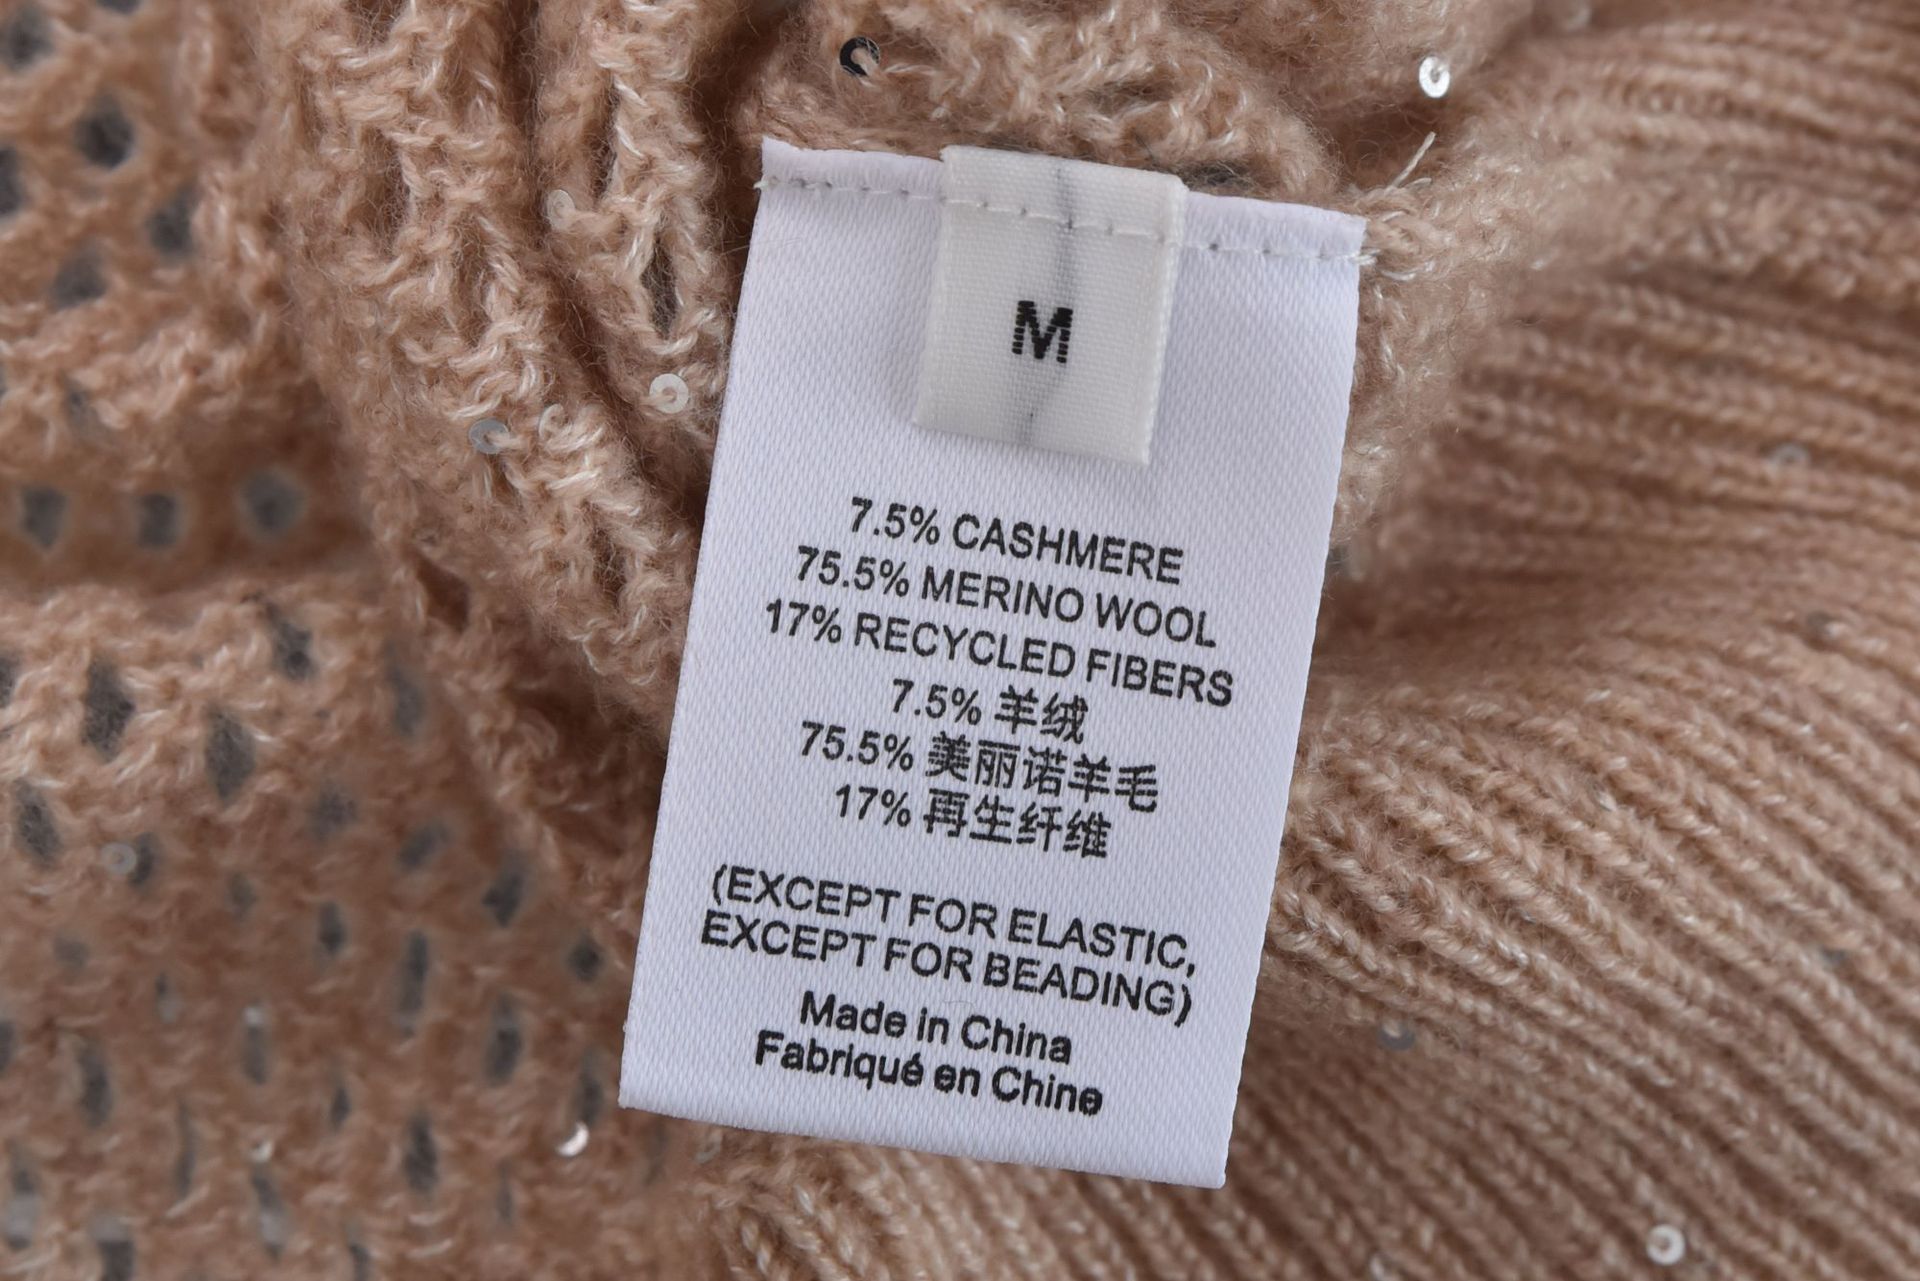 M
7.5% CASHMERE
75.5% MERINO WOOL
17% RECYCLED FIBERS
7.5% 羊绒
75.5% 美丽诺羊毛
17% 再生纤维
(EXCEPT FOR ELASTIC,
EXCEPT FOR BEADING)
Made in China
Fabriqué en Chine